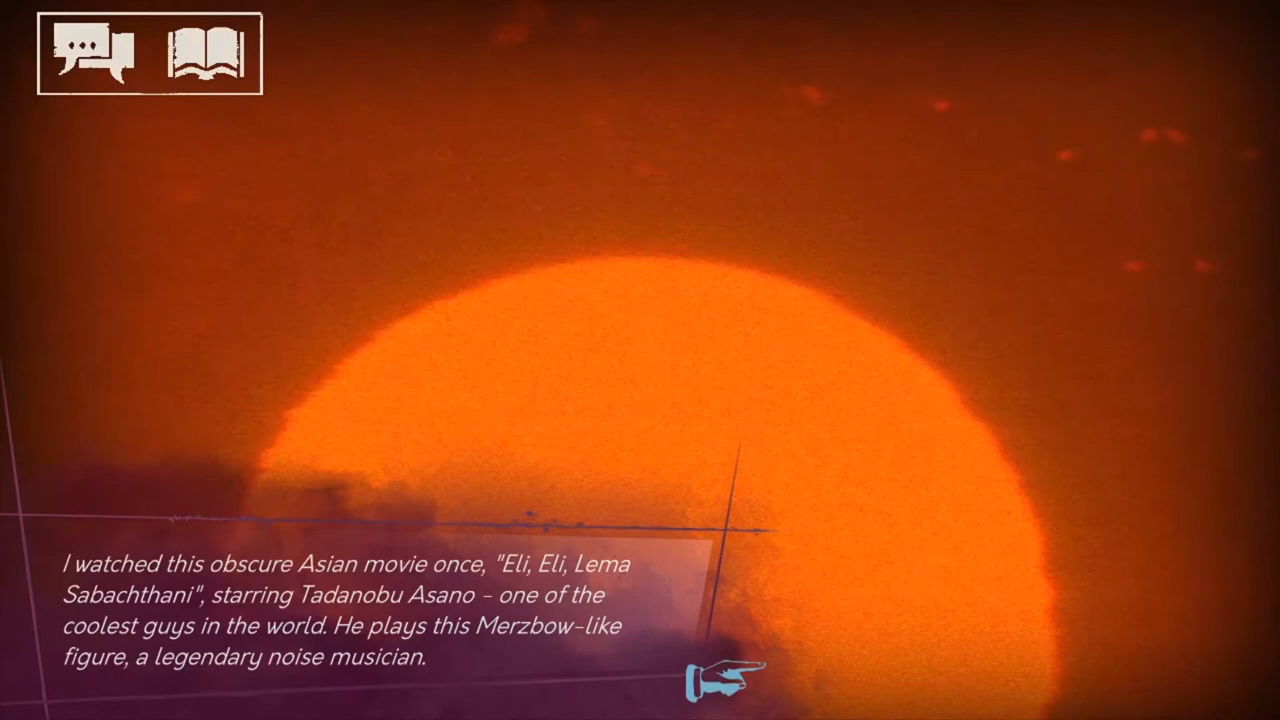 I watched this obscure Asian movie once, "Eli, Eli, Lema
Sabachthani", starring Tadanobu Asano – one of the
coolest guys in the world. He plays this Merzbow-like
figure, a legendary noise musician.